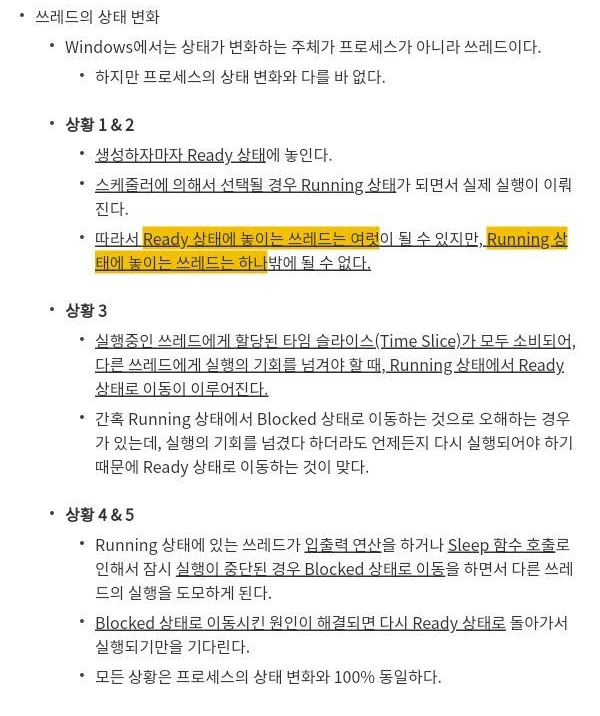 • 쓰레드의 상태 변화
• Windows에서는 상태가 변화하는 주체가 프로세스가 아니라 쓰레드이다.
• 하지만 프로세스의 상태 변화와 다를 바 없다.
• 상황 1 & 2
• 생성하자마자 Ready 상태에 놓인다.
• 스케줄러에 의해서 선택될 경우 Running 상태가 되면서 실제 실행이 이뤄
진다.
• 따라서 Ready 상태에 놓이는 쓰레드는 여럿이 될 수 있지만, Running 상
태에 놓이는 쓰레드는 하나밖에 될 수 없다.
• 상황 3
• 실행중인 쓰레드에게 할당된 타임 슬라이스(Time Slice)가 모두 소비되어,
다른 쓰레드에게 실행의 기회를 넘겨야 할 때, Running 상태에서 Ready
상태로 이동이 이루어진다.
• 간혹 Running 상태에서 Blocked 상태로 이동하는 것으로 오해하는 경우
가 있는데, 실행의 기회를 넘겼다 하더라도 언제든지 다시 실행되어야 하기
때문에 Ready 상태로 이동하는 것이 맞다.
• 상황 4 & 5
• Running 상태에 있는 쓰레드가 입출력 연산을 하거나 Sleep 함수 호출로
인해서 잠시 실행이 중단된 경우 Blocked 상태로 이동을 하면서 다른 쓰레
드의 실행을 도모하게 된다.
• Blocked 상태로 이동시킨 원인이 해결되면 다시 Ready 상태로 돌아가서
실행되기만을 기다린다.
• 모든 상황은 프로세스의 상태 변화와 100% 동일하다.